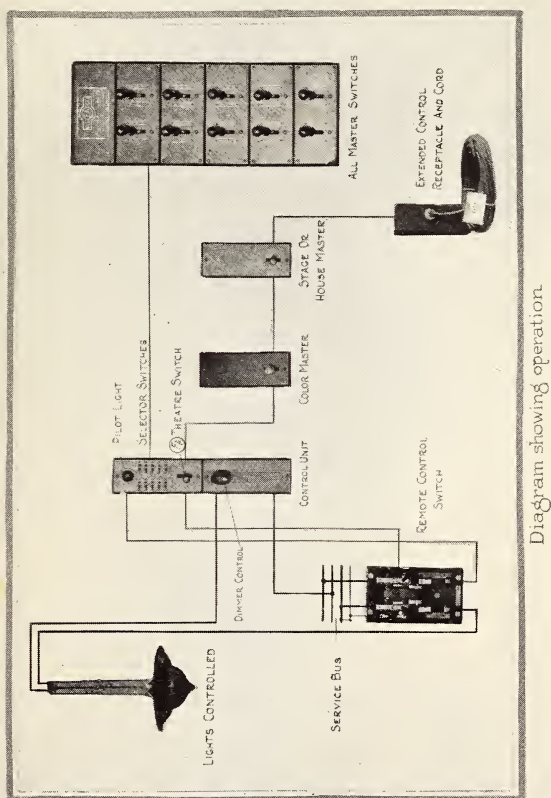 PILOT LIGHT
SELECTOR SWITCHES
THEATRE SWITCH
LIGHTS CONTROLLED
DIMMER CONTROL
CONTROL UNIT
COLOR MASTER
STAGE OR
HOUSE MASTER
ALL MASTER SWITCHES
SERVICE BUS
REMOTE CONTROL
SWITCH
EXTENDED CONTROL
RECEPTACLE AND CORD
Diagram showing operation